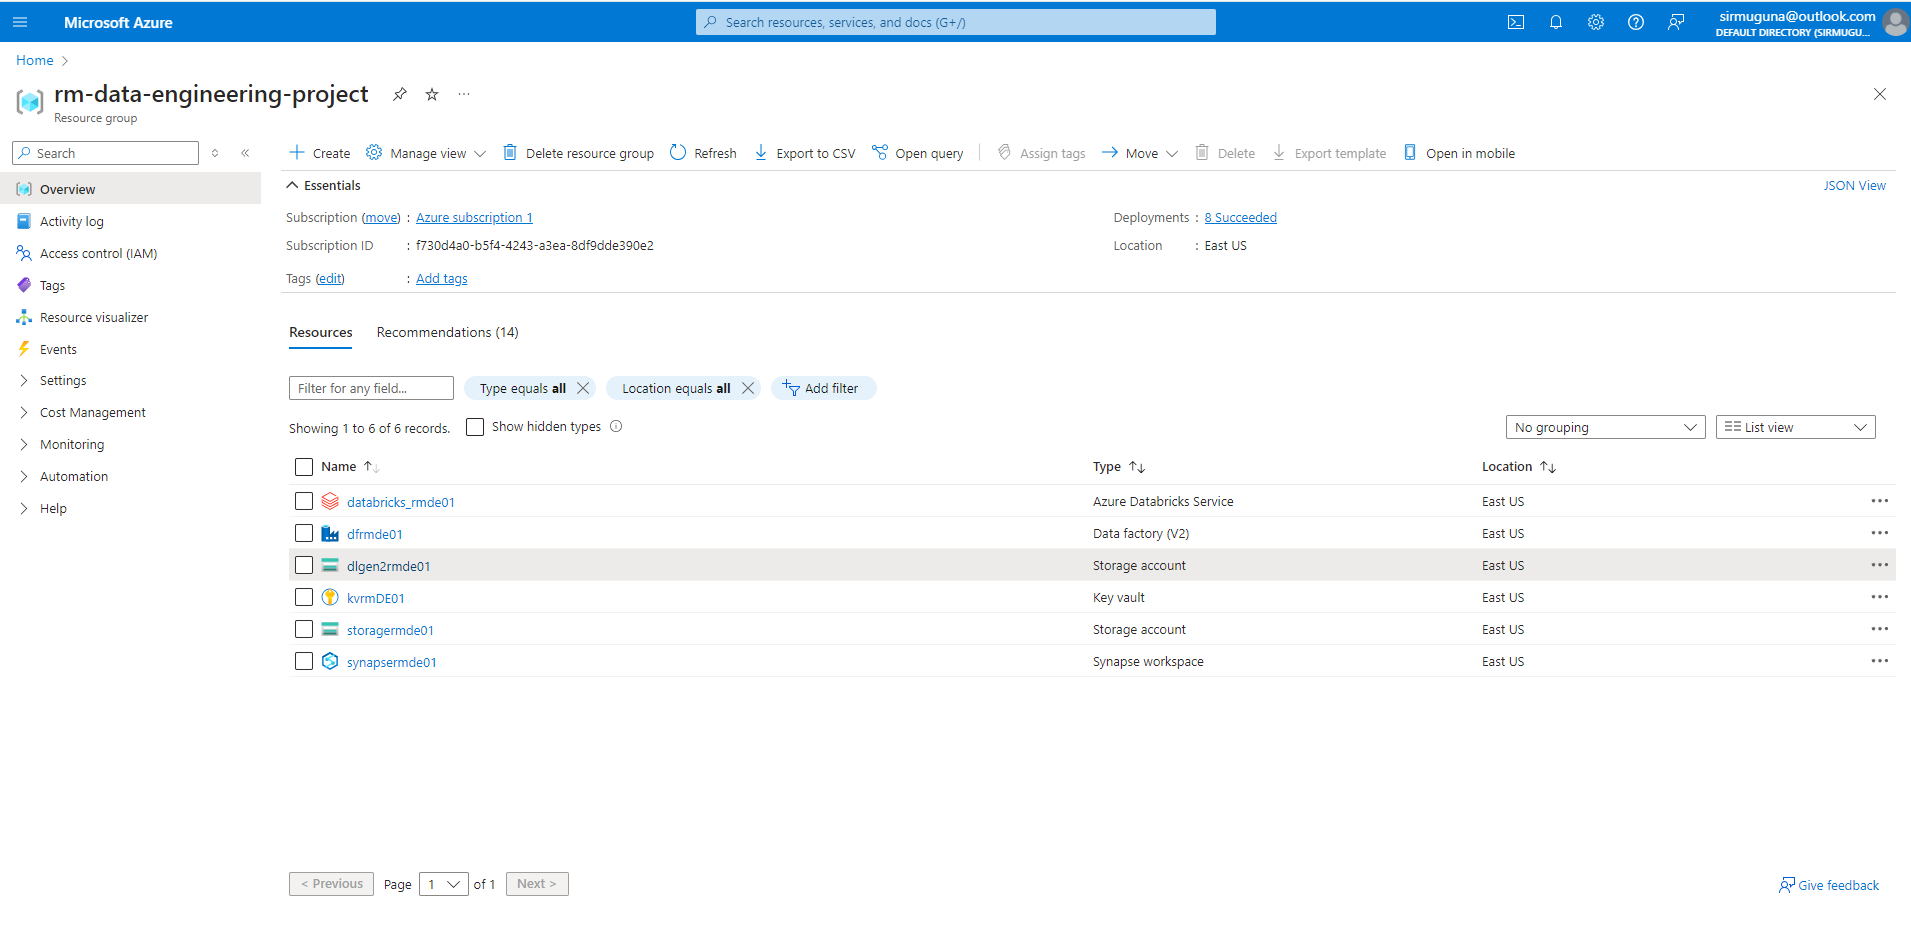 Microsoft Azure
Search resources, services, and docs (G+/)
sirmuguna@outlook.com
DEFAULT DIRECTORY (SIRMUGU...
Home
rm-data-engineering-project
Resource group
Search
Create
Manage view
Delete resource group
Refresh
Export to CSV
Open query
Assign tags
Move
Delete
Export template
Open in mobile
Overview
Activity log
Access control (IAM)
Tags
Resource visualizer
Events
Settings
Cost Management
Monitoring
Automation
Help
Essentials
JSON View
Subscription (move) : Azure subscription 1
Deployments : 8 Succeeded
Subscription ID : f730d4a0-b5f4-4243-a3ea-8df9dde390e2
Location : East US
Tags (edit) : Add tags
Resources
Recommendations (14)
Filter for any field...
Type equals all
Location equals all
Add filter
Showing 1 to 6 of 6 records.
Show hidden types
No grouping
List view
Name
Type
Location
databricks_rmde01
Azure Databricks Service
East US
dfrmde01
Data factory (V2)
East US
dlgen2rmde01
Storage account
East US
kvrmDE01
Key vault
East US
storagermde01
Storage account
East US
synapsermde01
Synapse workspace
East US
< Previous
Page 1 of 1
Next >
Give feedback